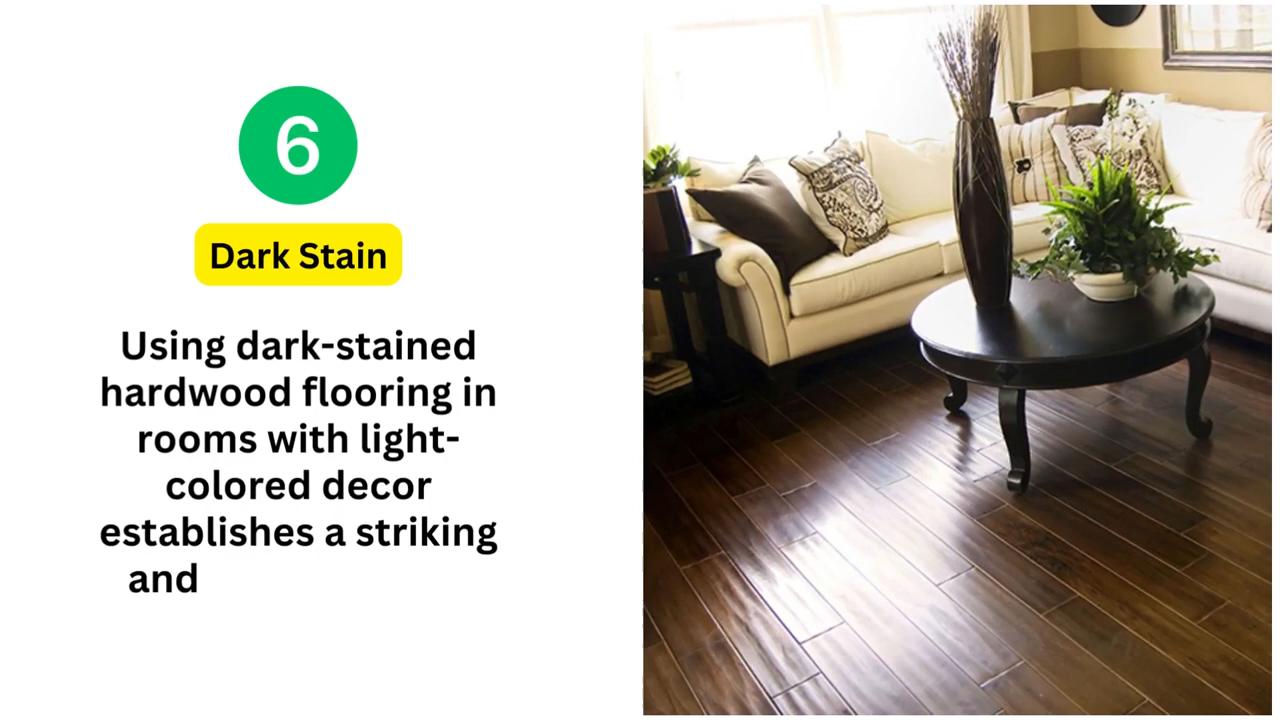 6
Dark Stain
Using dark-stained
hardwood flooring in
rooms with light-
colored decor
establishes a striking
and